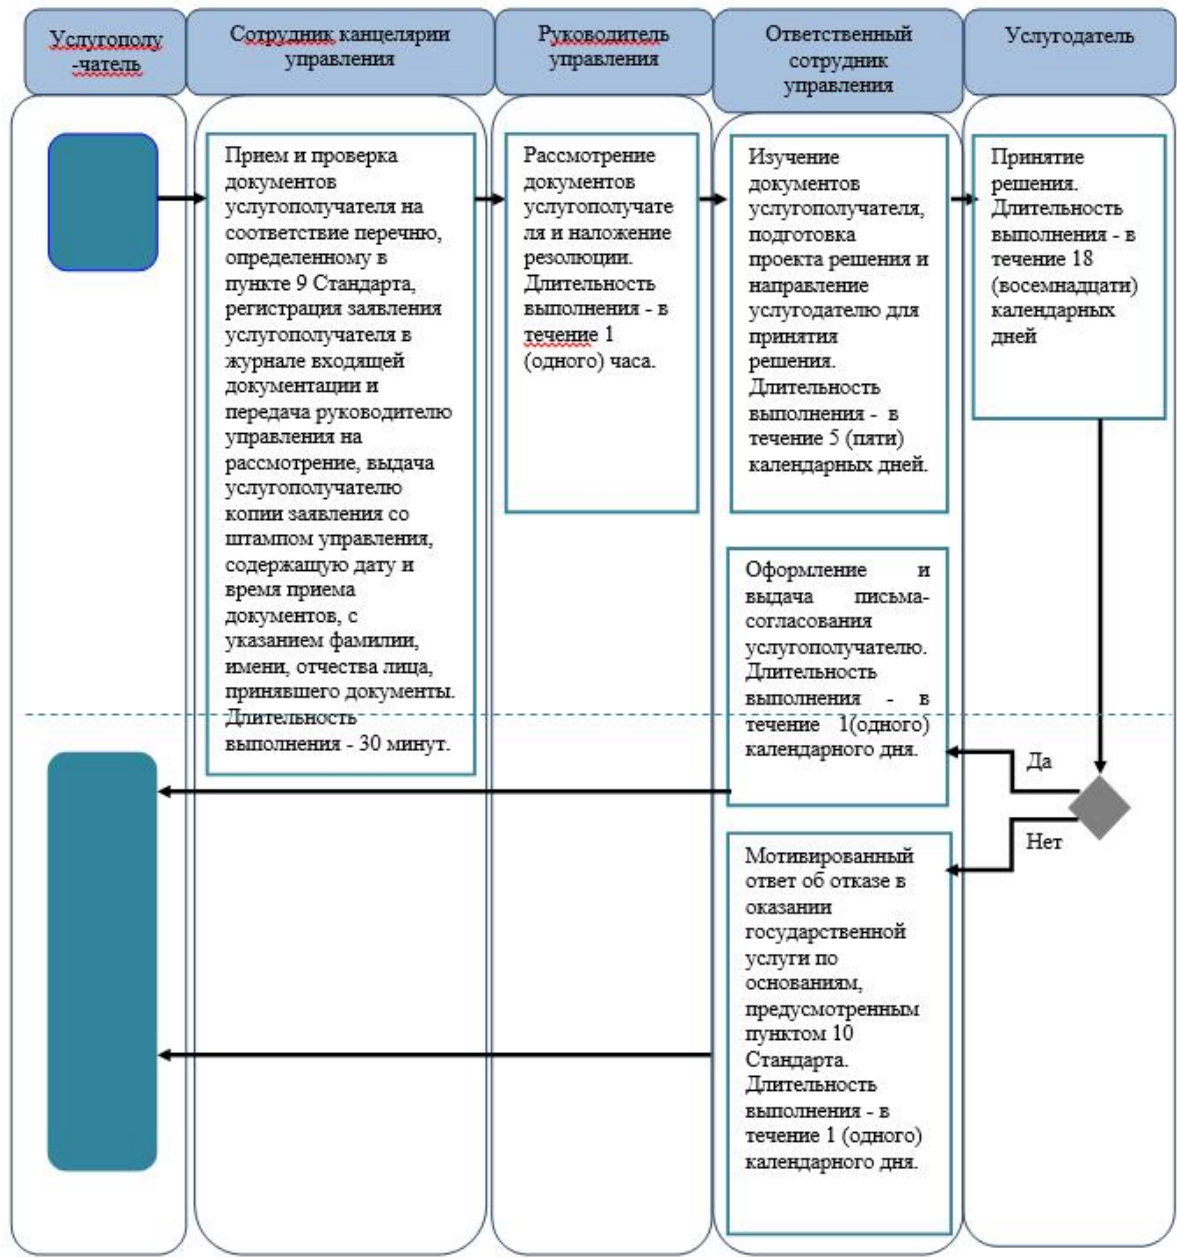 Услугополу
-чатель
Сотрудник канцелярии
управления
Руководитель
управления
Ответственный
сотрудник
управления
Услугодатель
Прием и проверка
документов
услугополучателя на
соответствие перечню,
определенному в
пункте 9 Стандарта,
регистрация заявления
услугополучателя в
журнале входящей
документации и
передача руководителю
управления на
рассмотрение, выдача
услугополучателю
копии заявления со
штампом управления,
содержащую дату и
время приема
документов, с
указанием фамилии,
имени, отчества лица,
принявшего документы.
Длительность
выполнения - 30 минут.
Рассмотрение
документов
услугополучате
ля и наложение
резолюции.
Длительность
выполнения - в
течение 1
(одного) часа.
Изучение
документов
услугополучателя,
подготовка
проекта решения и
направление
услугодателю для
принятия
решения.
Длительность
выполнения - в
течение 5 (пяти)
календарных дней.
Принятие
решения.
Длительность
выполнения - в
течение 18
(восемнадцати)
календарных
дней
Оформление и
выдача письма-
согласования
услугополучателю.
Длительность
выполнения - в
течение 1(одного)
календарного дня.
Да
Нет
Мотивированный
ответ об отказе в
оказании
государственной
услуги по
основаниям,
предусмотренным
пунктом 10
Стандарта.
Длительность
выполнения - в
течение 1 (одного)
календарного дня.